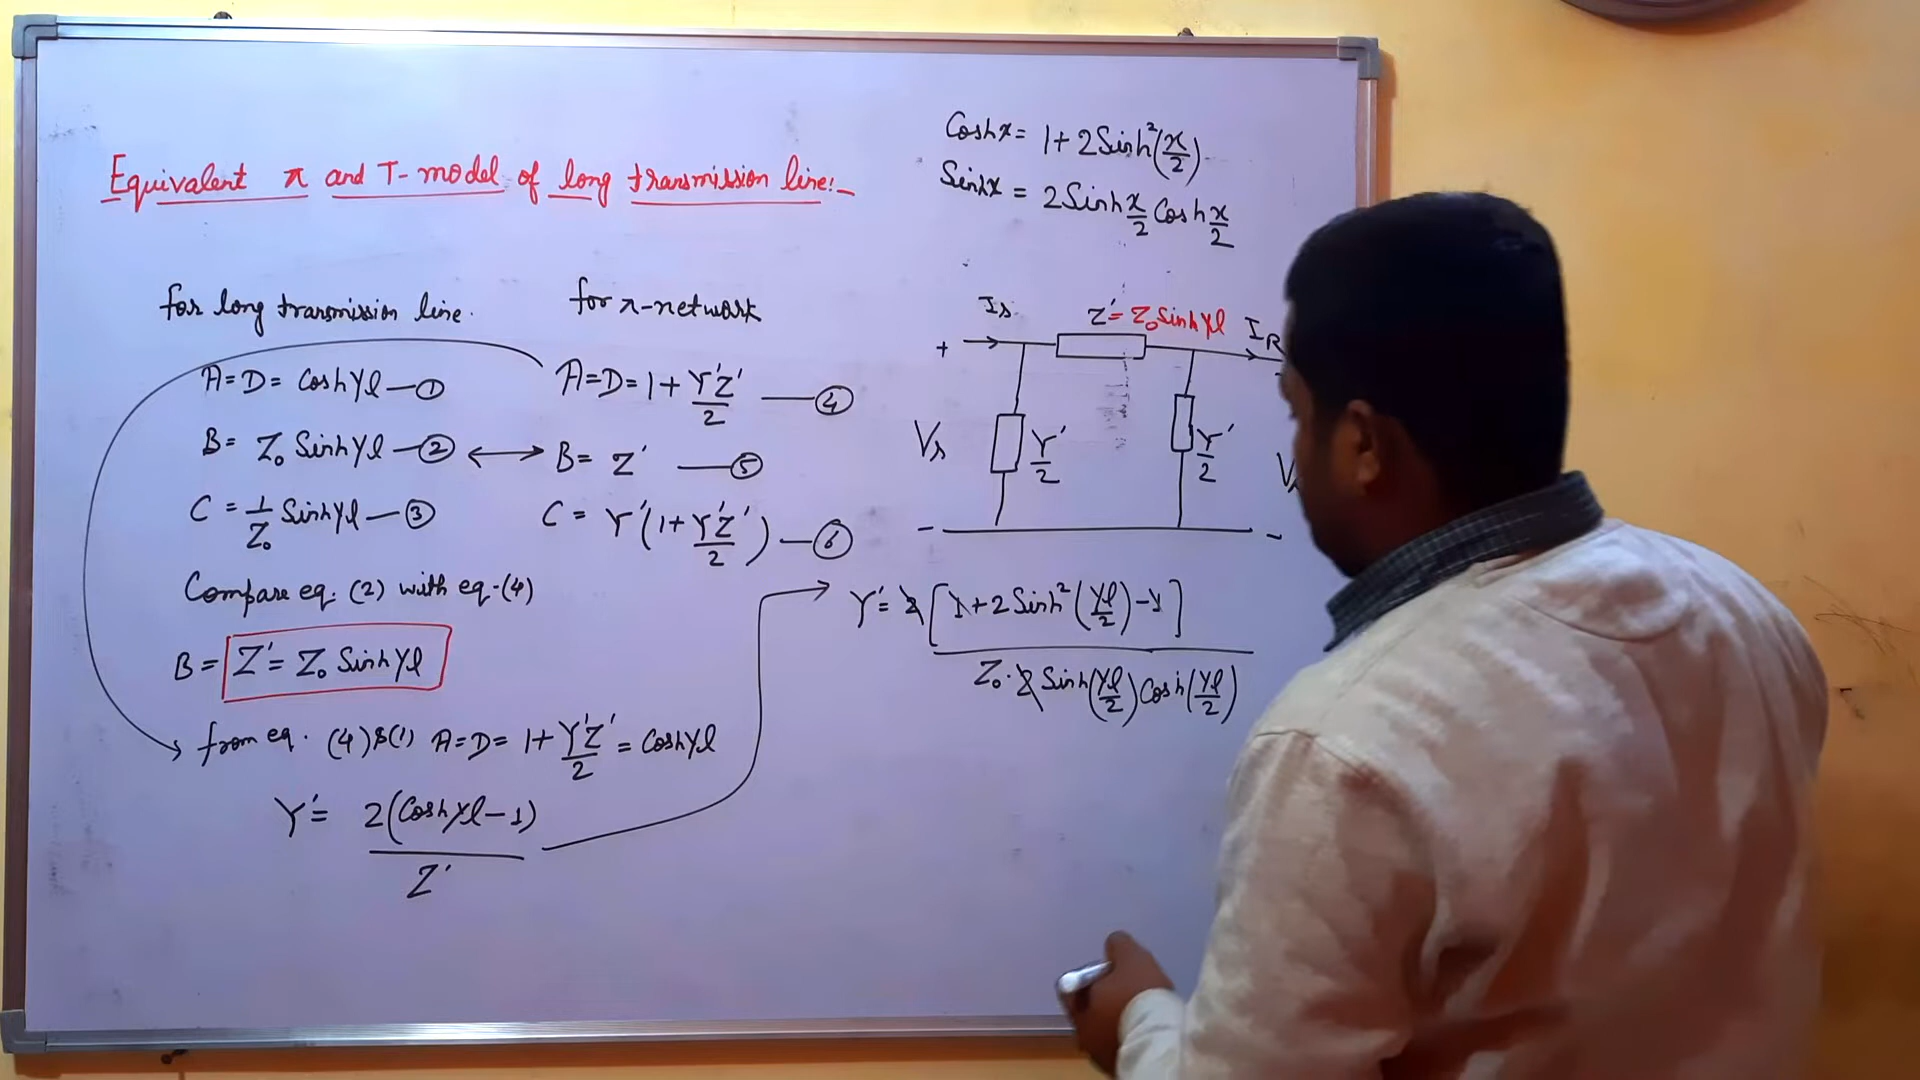 Equivalent π and T-model of long transmission line:-
Coshx = 1 + 2Sinh²(x/2)
Sinhx = 2Sinh x/2 Cosh x/2
for long transmission line.
A=D= CoshYl — ①
B= Z₀ SinhYl — ②
C = 1/Z₀ SinhYl — ③
for π-network
A=D= 1 + Y'Z'/2 — ④
B= Z' — ⑤
C = Y'(1 + Y'Z'/2) — ⑥
Compare eq. (2) with eq-(4)
B = Z' = Z₀ SinhYl
from eq. (4)&(1) A=D= 1 + Y'Z'/2 = CoshYl
Y' = 2(CoshYl - 1)/Z'
Is
Z' = Z₀ sinhYl
IR
+
Vs
Y'/2
Y'/2
-
-
Y' = 2[1 + 2Sinh²(Yl/2) - 1]
Z₀·2Sinh(Yl/2)Cosh(Yl/2)